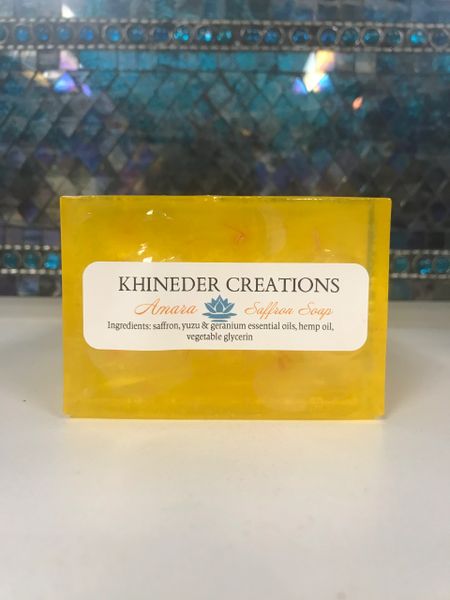 KHINEDER CREATIONS
Amara Saffron Soap
Ingredients: saffron, yuzu & geranium essential oils, hemp oil,
vegetable glycerin